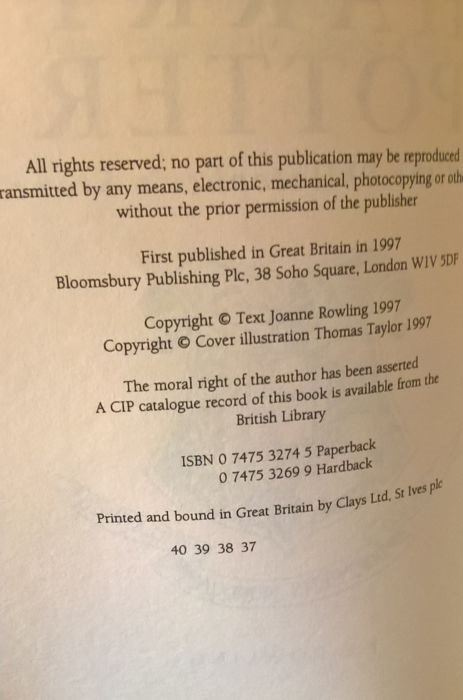 All rights reserved; no part of this publication may be reproduced
ransmitted by any means, electronic, mechanical, photocopying or othe
without the prior permission of the publisher
First published in Great Britain in 1997
Bloomsbury Publishing Plc, 38 Soho Square, London W1V 5DF
Copyright © Text Joanne Rowling 1997
Copyright © Cover illustration Thomas Taylor 1997
The moral right of the author has been asserted
A CIP catalogue record of this book is available from the
British Library
ISBN 0 7475 3274 5 Paperback
0 7475 3269 9 Hardback
Printed and bound in Great Britain by Clays Ltd, St Ives plc
40 39 38 37